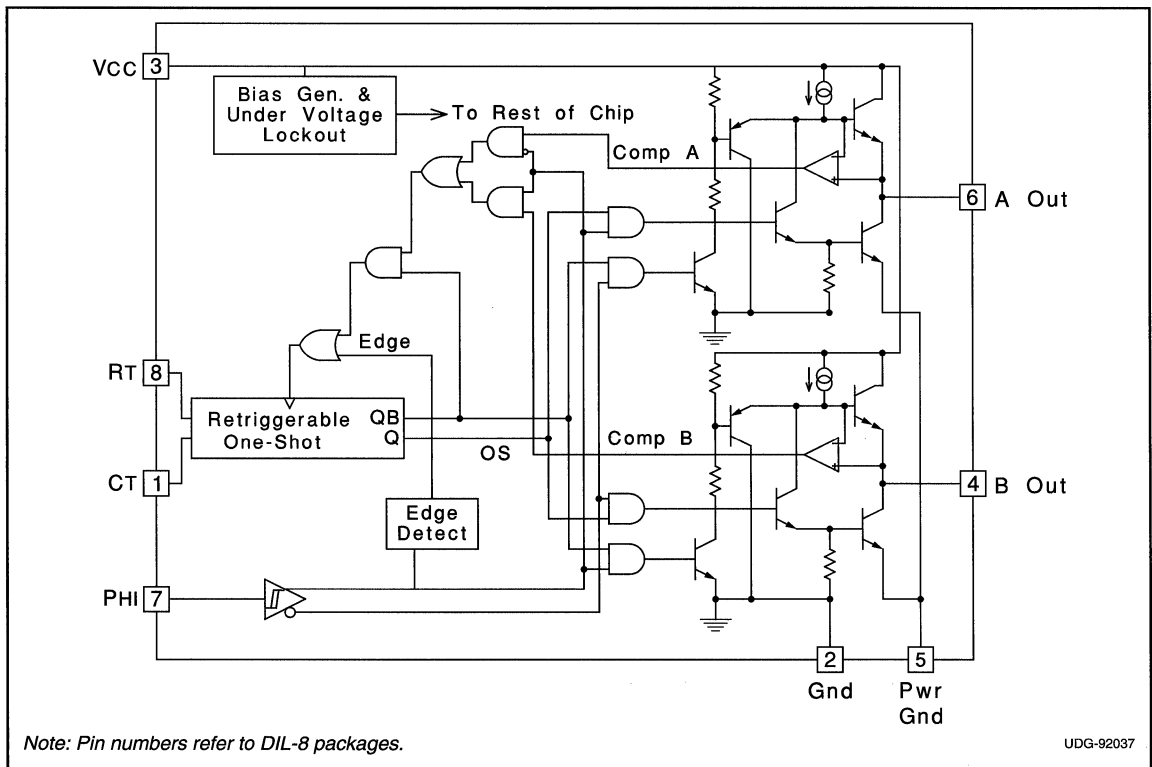 VCC 3
Bias Gen. &
Under Voltage
Lockout
To Rest of Chip
Comp A
6 A Out
Edge
RT 8
Retriggerable
One-Shot
QB
Q
OS
Comp B
CT 1
4 B Out
Edge
Detect
PHI 7
2
5
Gnd
Pwr
Gnd
+
+
Note: Pin numbers refer to DIL-8 packages.
UDG-92037